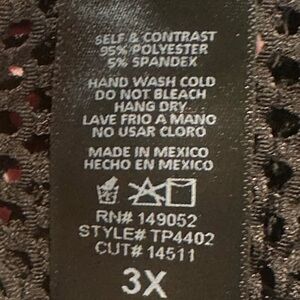 SELF & CONTRAST
95% POLYESTER
5% SPANDEX
HAND WASH COLD
DO NOT BLEACH
HANG DRY
LAVE FRIO A MANO
NO USAR CLORO
MADE IN MEXICO
HECHO EN MEXICO
RN# 149052
STYLE# TP4402
CUT# 14511
3X